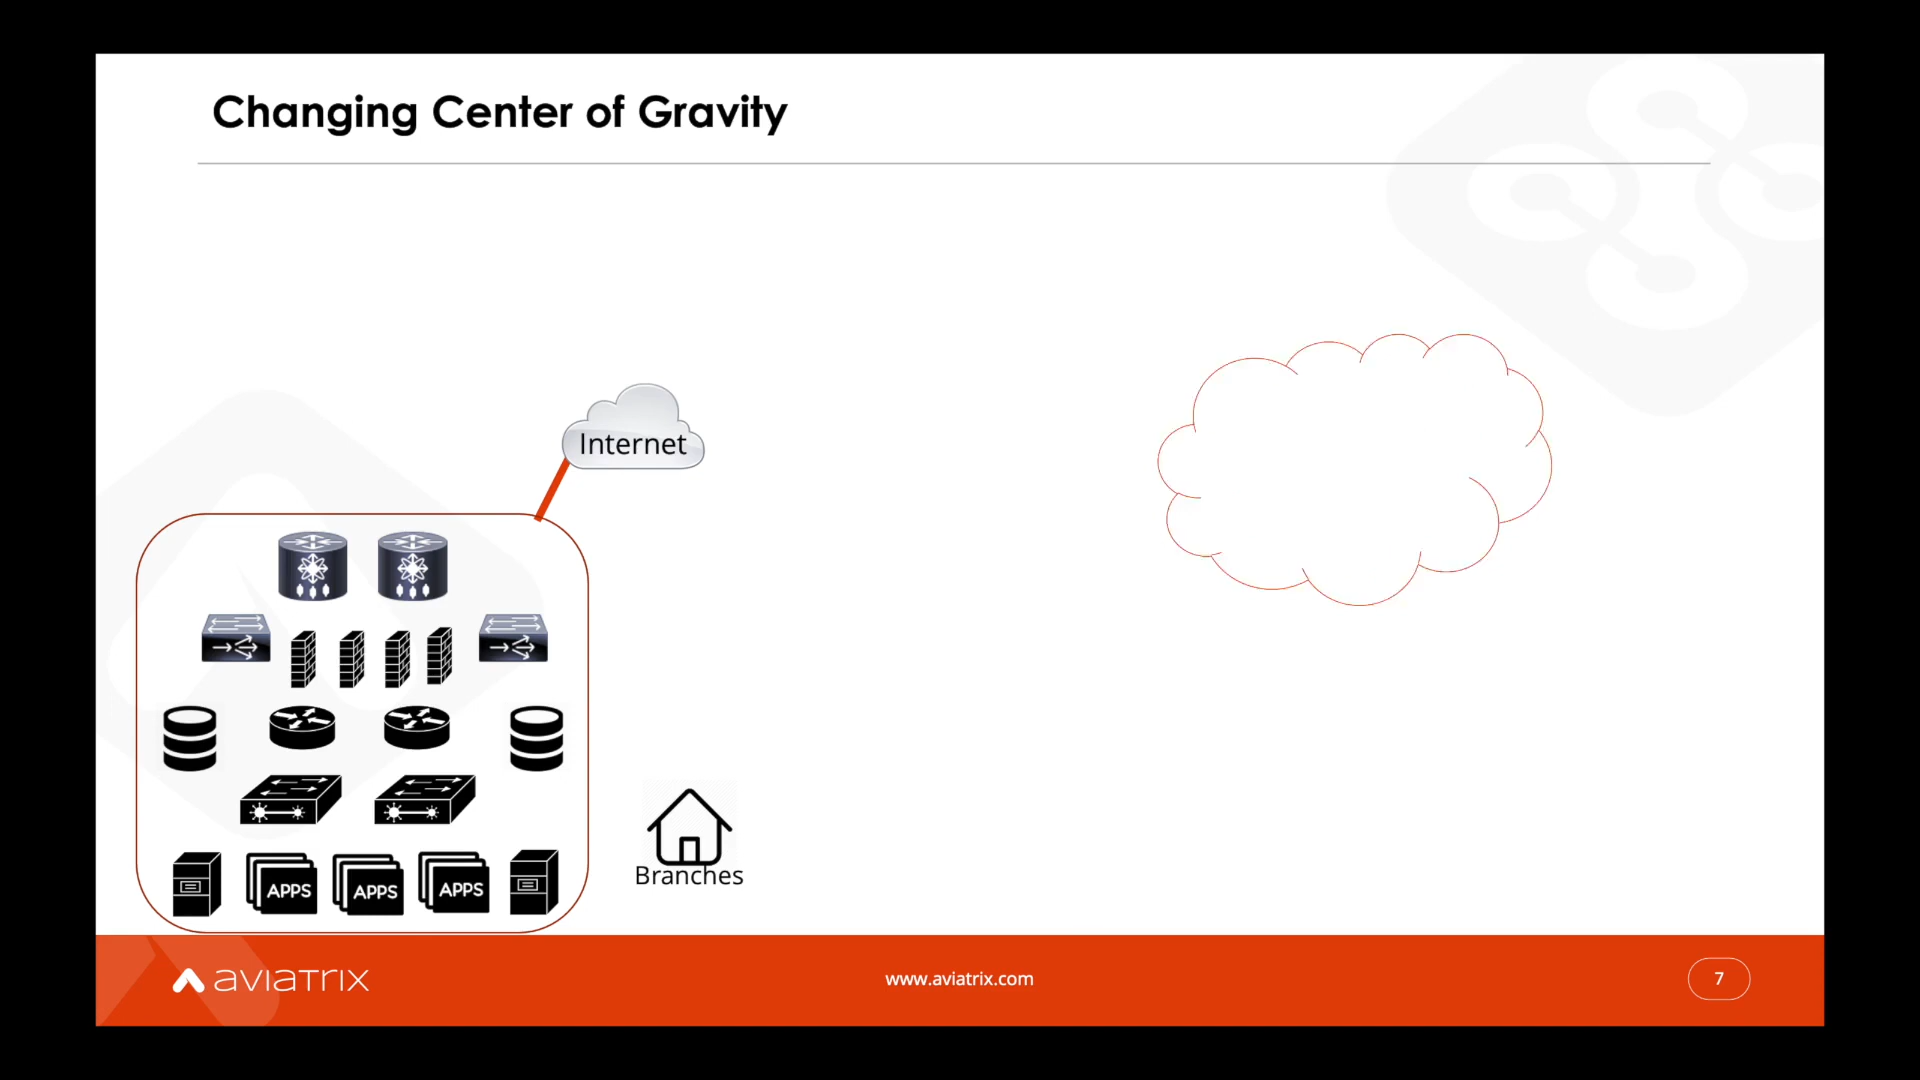 Changing Center of Gravity
Internet
APPS
APPS
APPS
Branches
aviatrix
www.aviatrix.com
7